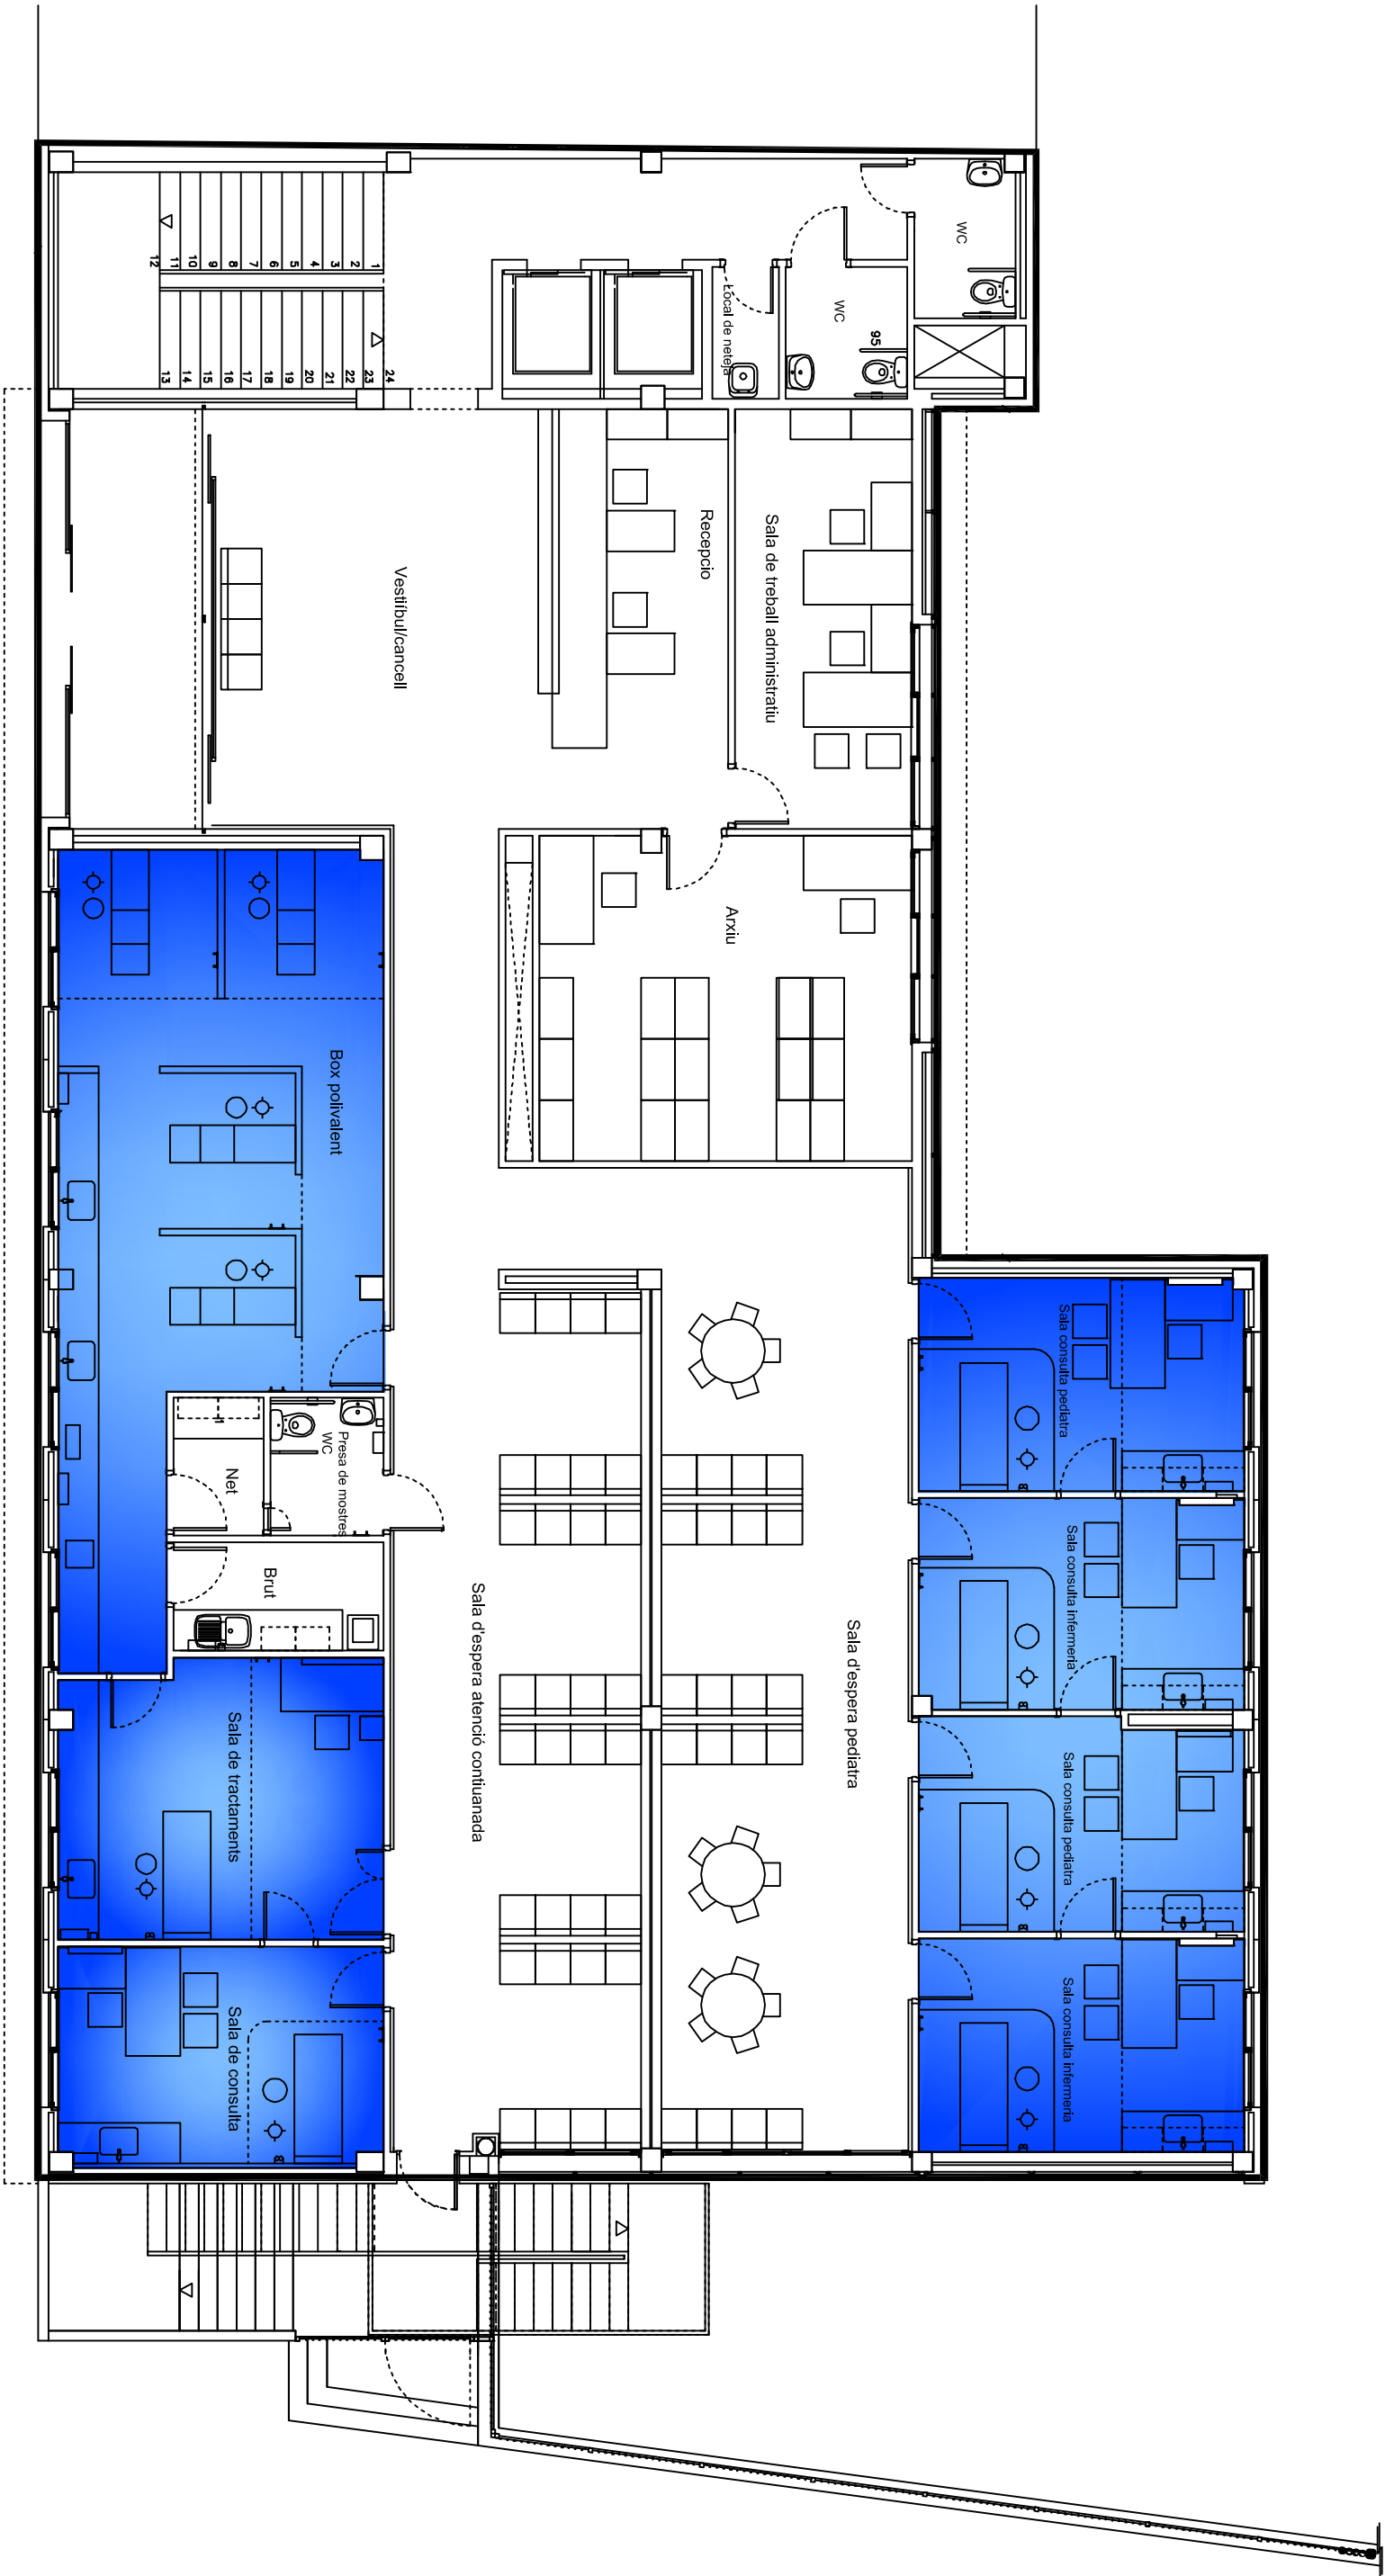 WC
WC
95
Local de neteja
1
2
3
4
5
6
7
8
9
10
11
12
24
23
22
21
20
19
18
17
16
15
14
13
Recepcio
Sala de treball administratiu
Vestiíbul/cancell
Arxiu
Box polivalent
Sala consulta pediatra
Sala consulta infermeria
Sala consulta pediatra
Sala consulta infermeria
Presa de mostres
WC
Net
Brut
Sala d'espera atenció contiuanada
Sala d'espera pediatra
Sala de tractaments
Sala de consulta